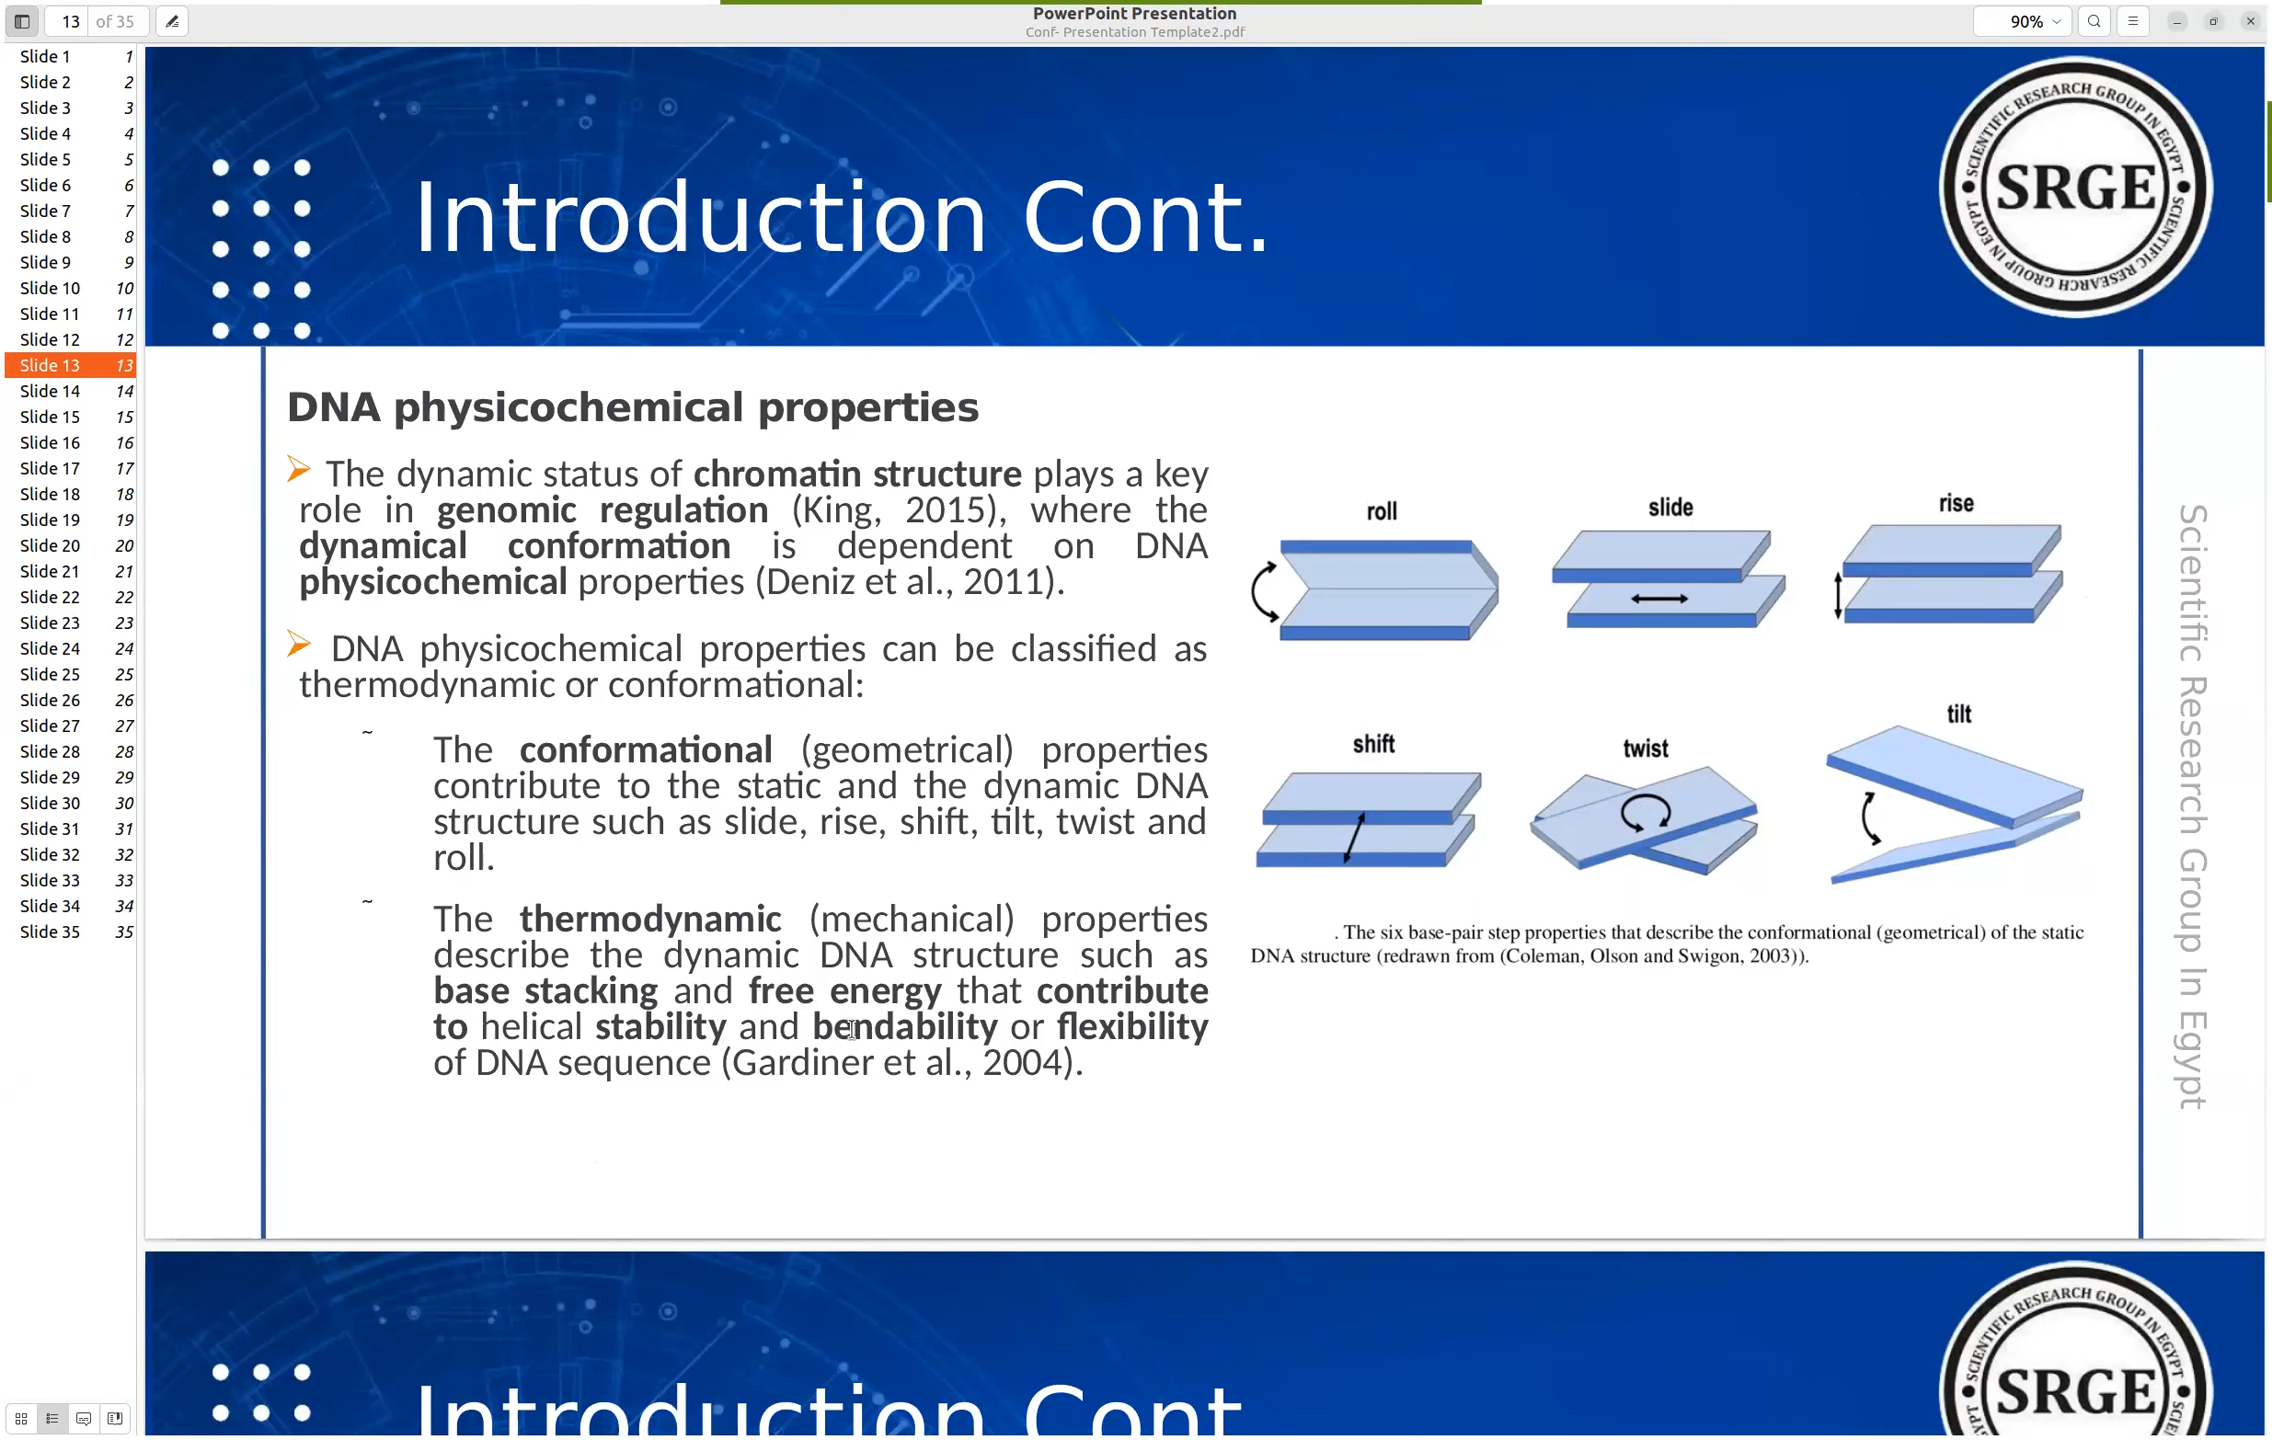 13 of 35
PowerPoint Presentation
Conf- Presentation Template2.pdf
90%
Slide 1 1
Slide 2 2
Slide 3 3
Slide 4 4
Slide 5 5
Slide 6 6
Slide 7 7
Slide 8 8
Slide 9 9
Slide 10 10
Slide 11 11
Slide 12 12
Slide 13 13
Slide 14 14
Slide 15 15
Slide 16 16
Slide 17 17
Slide 18 18
Slide 19 19
Slide 20 20
Slide 21 21
Slide 22 22
Slide 23 23
Slide 24 24
Slide 25 25
Slide 26 26
Slide 27 27
Slide 28 28
Slide 29 29
Slide 30 30
Slide 31 31
Slide 32 32
Slide 33 33
Slide 34 34
Slide 35 35
Introduction Cont.
SCIENTIFIC RESEARCH GROUP IN EGYPT
SCIENTIFIC RESEARCH GROUP IN EGYPT
SRGE
DNA physicochemical properties
The dynamic status of chromatin structure plays a key
role in genomic regulation (King, 2015), where the
dynamical conformation is dependent on DNA
physicochemical properties (Deniz et al., 2011).
DNA physicochemical properties can be classified as
thermodynamic or conformational:
~ The conformational (geometrical) properties
contribute to the static and the dynamic DNA
structure such as slide, rise, shift, tilt, twist and
roll.
~ The thermodynamic (mechanical) properties
describe the dynamic DNA structure such as
base stacking and free energy that contribute
to helical stability and bendability or flexibility
of DNA sequence (Gardiner et al., 2004).
roll
slide
rise
shift
twist
tilt
. The six base-pair step properties that describe the conformational (geometrical) of the static
DNA structure (redrawn from (Coleman, Olson and Swigon, 2003)).
Scientific Research Group In Egypt
Introduction Cont.
SCIENTIFIC RESEARCH GROUP
SRGE